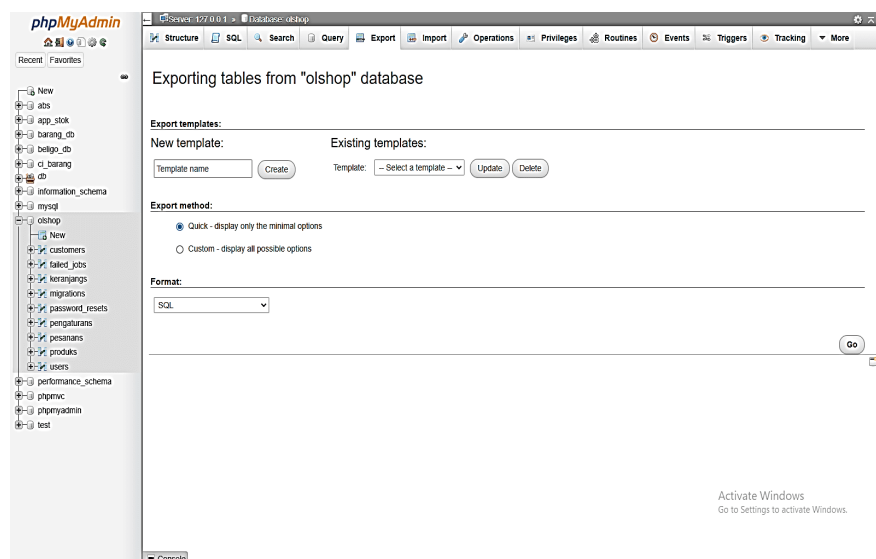 phpMyAdmin
Recent Favorites
New
abs
app_stok
barang_db
beligo_db
ci_barang
db
information_schema
mysql
olshop
New
customers
failed_jobs
keranjangs
migrations
password_resets
pengaturans
pesanans
produks
users
performance_schema
phpmvc
phpmyadmin
test
Server: 127.0.0.1 » Database: olshop
Structure SQL Search Query Export Import Operations Privileges Routines Events Triggers Tracking More
Exporting tables from "olshop" database
Export templates:
New template: Existing templates:
Template name Create Template: -- Select a template -- Update Delete
Export method:
Quick - display only the minimal options
Custom - display all possible options
Format:
SQL
Go
Activate Windows
Go to Settings to activate Windows.
Console